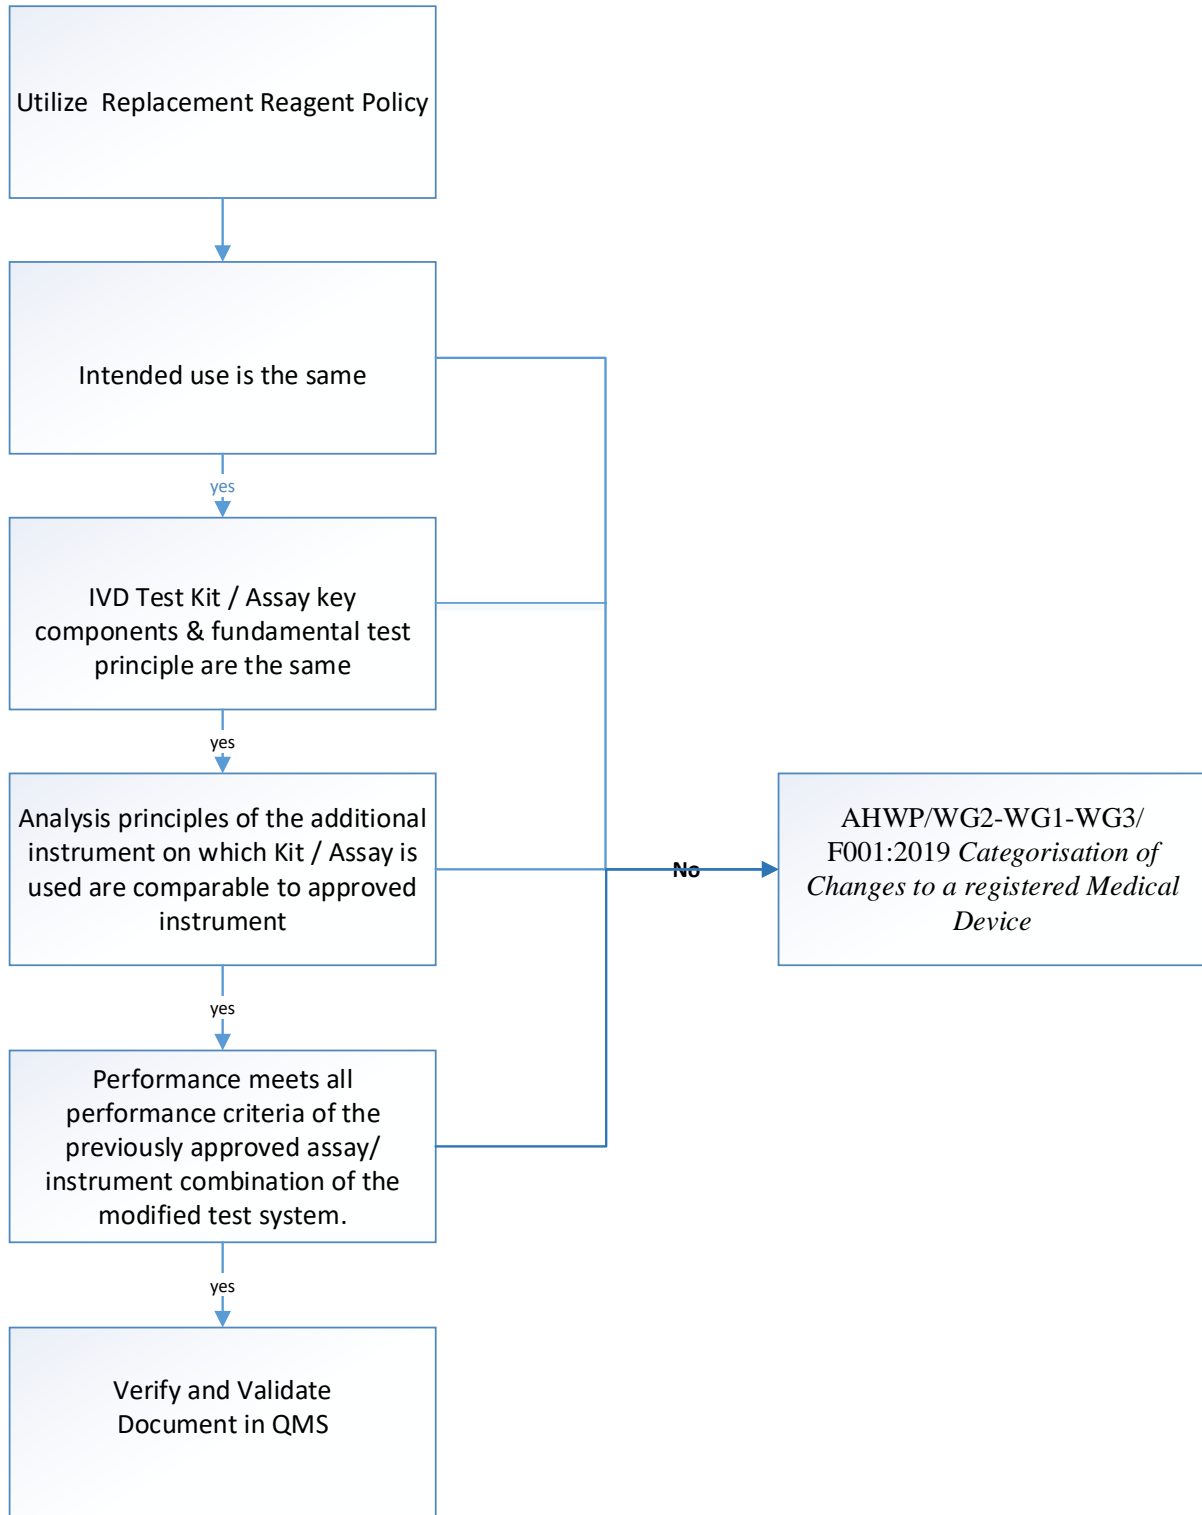 Utilize Replacement Reagent Policy
Intended use is the same
yes
IVD Test Kit / Assay key
components & fundamental test
principle are the same
yes
Analysis principles of the additional
instrument on which Kit / Assay is
used are comparable to approved
instrument
No
AHWP/WG2-WG1-WG3/
F001:2019 Categorisation of
Changes to a registered Medical
Device
yes
Performance meets all
performance criteria of the
previously approved assay/
instrument combination of the
modified test system.
yes
Verify and Validate
Document in QMS